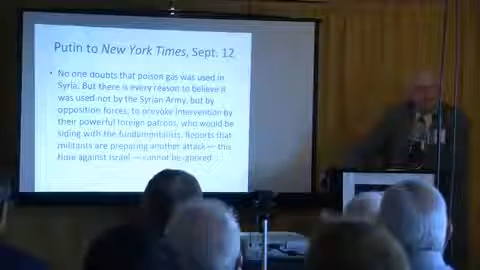 Putin to New York Times, Sept. 12
• No one doubts that poison gas was used in
Syria. But there is every reason to believe it
was used not by the Syrian Army, but by
opposition forces, to provoke intervention by
their powerful foreign patrons, who would be
siding with the fundamentalists. Reports that
militants are preparing another attack — this
time against Israel — cannot be ignored